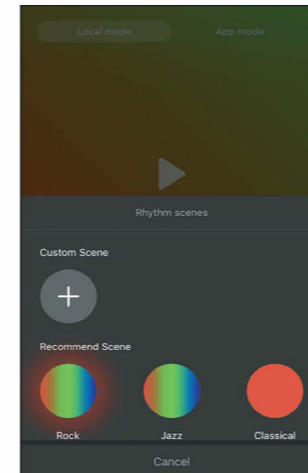 Local mode App mode
Rhythm scenes
Custom Scene
Recommend Scene
Rock Jazz Classical
Cancel